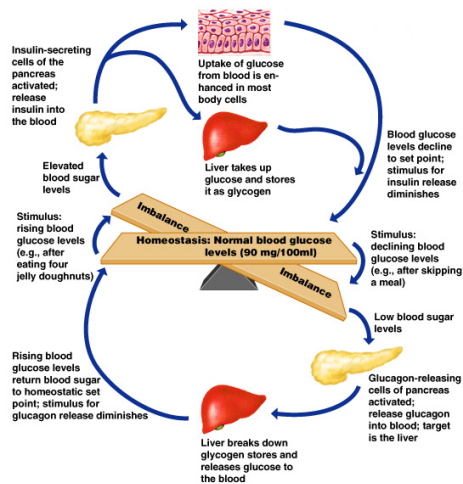 Insulin-secreting
cells of the
pancreas
activated;
release
insulin into
the blood
Uptake of glucose
from blood is en-
hanced in most
body cells
Liver takes up
glucose and stores
it as glycogen
Blood glucose
levels decline
to set point;
stimulus for
insulin release
diminishes
Elevated
blood sugar
levels
Stimulus:
rising blood
glucose levels
(e.g., after
eating four
jelly doughnuts)
Imbalance
Homeostasis: Normal blood glucose
levels (90 mg/100ml)
Imbalance
Stimulus:
declining blood
glucose levels
(e.g., after skipping
a meal)
Low blood sugar
levels
Glucagon-releasing
cells of pancreas
activated;
release glucagon
into blood; target
is the liver
Liver breaks down
glycogen stores and
releases glucose to
the blood
Rising blood
glucose levels
return blood sugar
to homeostatic set
point; stimulus for
glucagon release diminishes